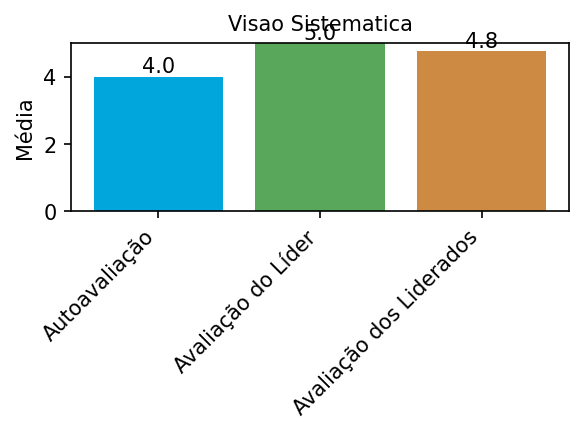 Visao Sistematica
4.0
5.0
4.8
Média
4
2
0
Autoavaliação
Avaliação do Líder
Avaliação dos Liderados